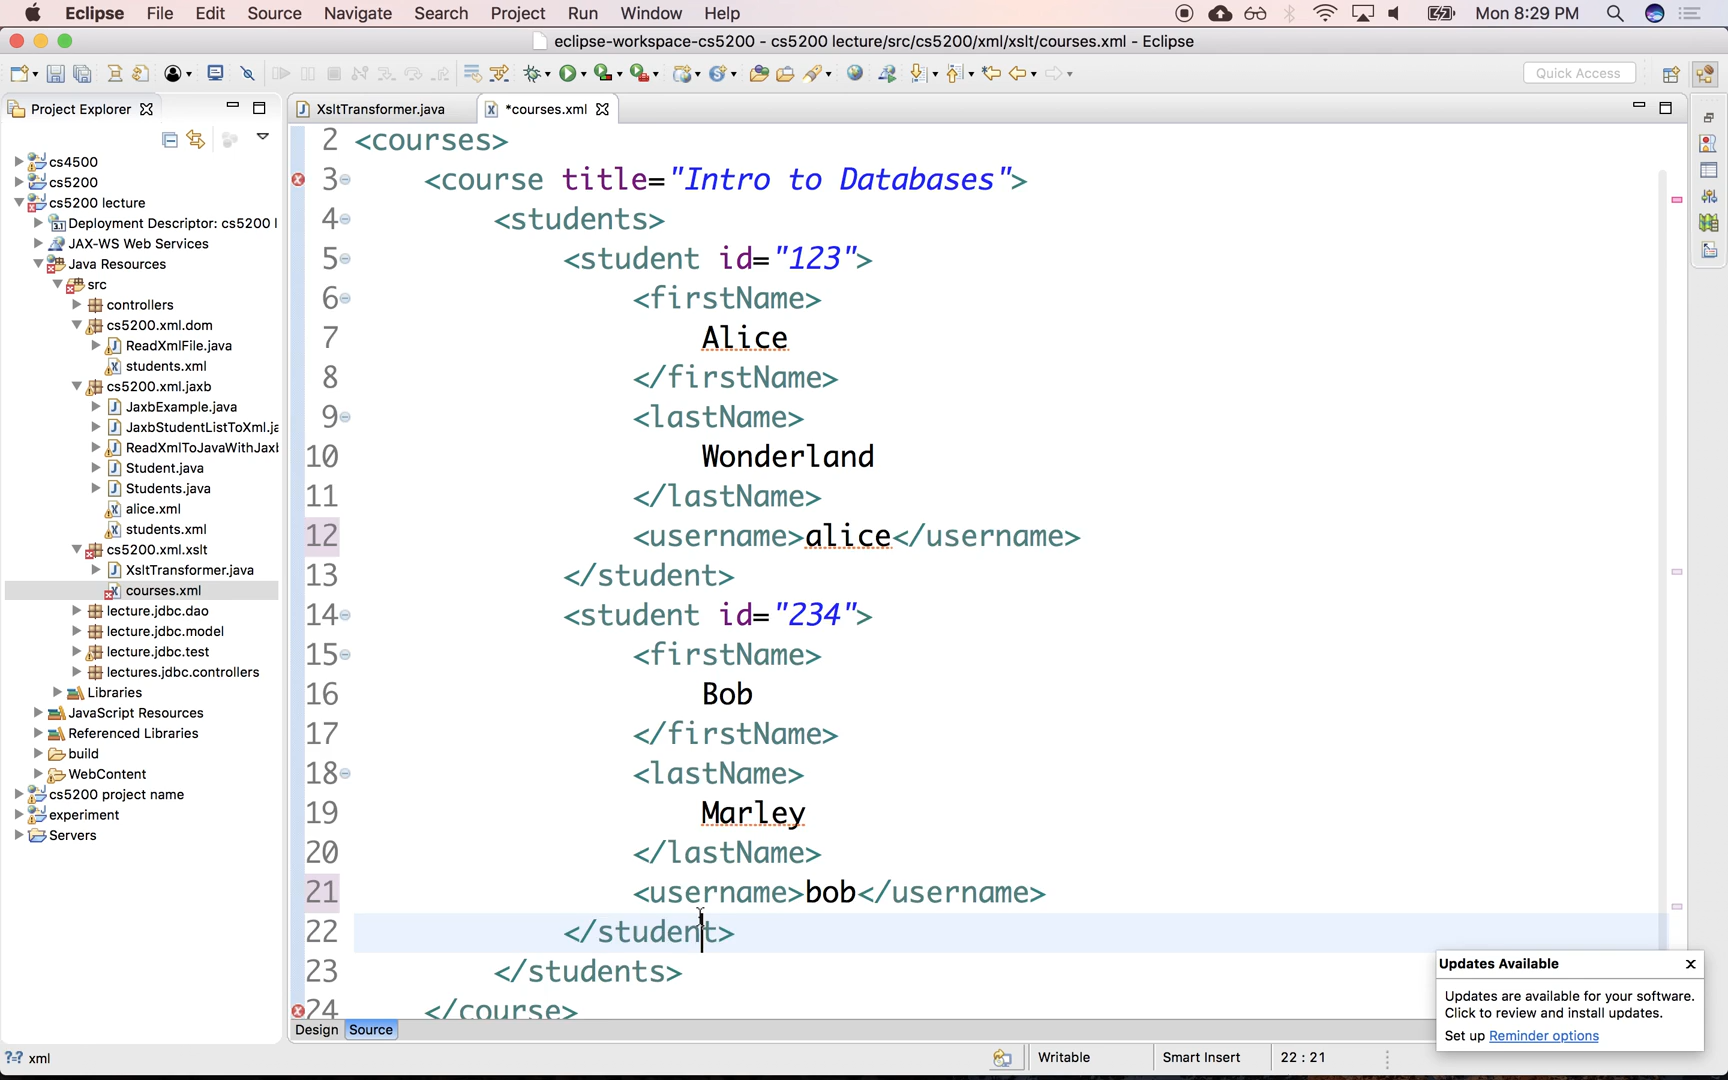 Eclipse File Edit Source Navigate Search Project Run Window Help Mon 8:29 PM
eclipse-workspace-cs5200 - cs5200 lecture/src/cs5200/xml/xslt/courses.xml - Eclipse
Quick Access
Project Explorer
XsltTransformer.java
*courses.xml
cs4500
cs5200
cs5200 lecture
Deployment Descriptor: cs5200 l
JAX-WS Web Services
Java Resources
src
controllers
cs5200.xml.dom
ReadXmlFile.java
students.xml
cs5200.xml.jaxb
JaxbExample.java
JaxbStudentListToXml.ja
ReadXmlToJavaWithJaxb
Student.java
Students.java
alice.xml
students.xml
cs5200.xml.xslt
XsltTransformer.java
courses.xml
lecture.jdbc.dao
lecture.jdbc.model
lecture.jdbc.test
lectures.jdbc.controllers
Libraries
JavaScript Resources
Referenced Libraries
build
WebContent
cs5200 project name
experiment
Servers
2 <courses>
3 <course title="Intro to Databases">
4 <students>
5 <student id="123">
6 <firstName>
7 Alice
8 </firstName>
9 <lastName>
10 Wonderland
11 </lastName>
12 <username>alice</username>
13 </student>
14 <student id="234">
15 <firstName>
16 Bob
17 </firstName>
18 <lastName>
19 Marley
20 </lastName>
21 <username>bob</username>
22 </student>
23 </students>
24 </course>
Design Source
Updates Available
Updates are available for your software.
Click to review and install updates.
Set up Reminder options
xml
Writable
Smart Insert
22 : 21